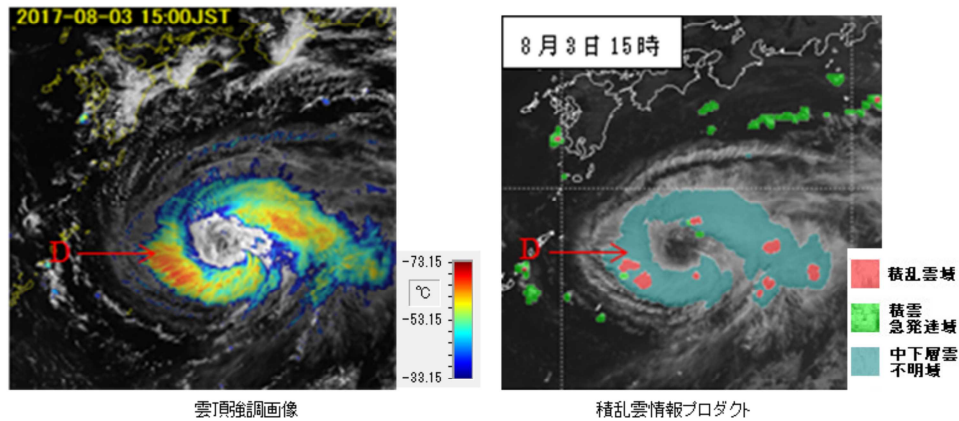 2017-08-03 15:00JST
D
-73.15
℃
-53.15
-33.15
雲頂強調画像
8月3日15時
D
積乱雲域
積雲
急発達域
中下層雲
不明域
積乱雲情報プロダクト